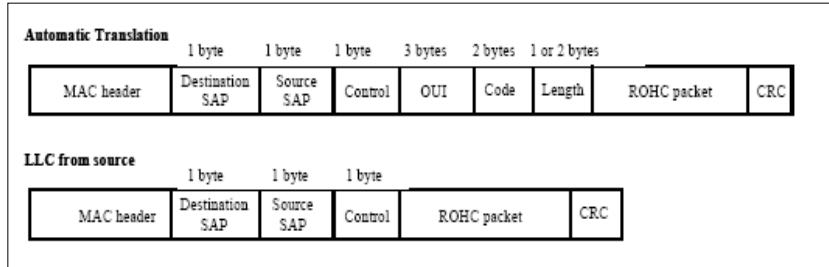 Automatic Translation
1 byte 1 byte 1 byte 3 bytes 2 bytes 1 or 2 bytes
MAC header Destination SAP Source SAP Control OUI Code Length ROHC packet CRC
LLC from source
1 byte 1 byte 1 byte
MAC header Destination SAP Source SAP Control ROHC packet CRC